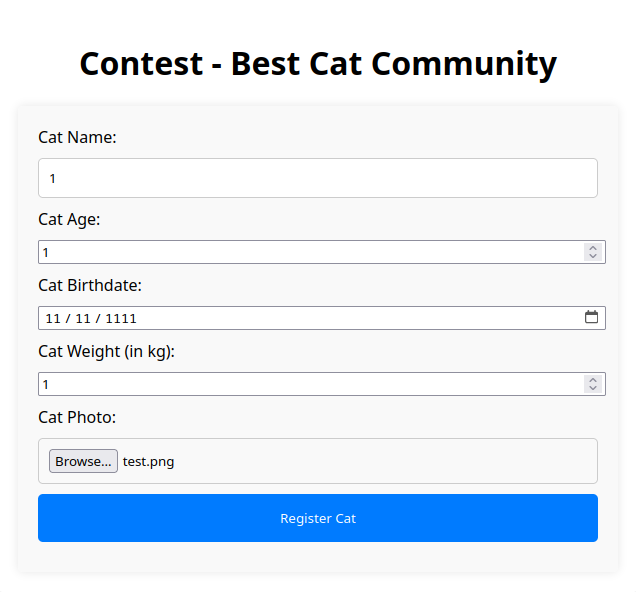 Contest - Best Cat Community
Cat Name:
1
Cat Age:
1
Cat Birthdate:
11 / 11 / 1111
Cat Weight (in kg):
1
Cat Photo:
Browse... test.png
Register Cat